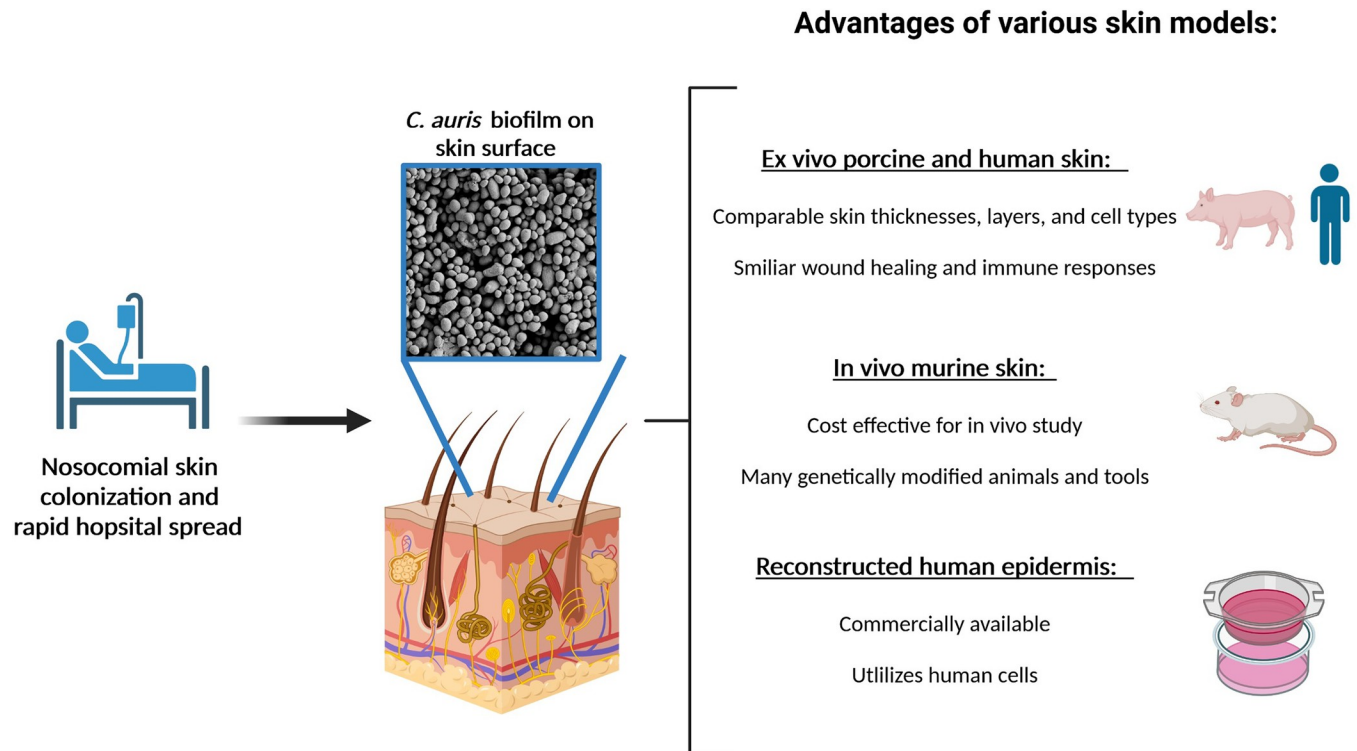 Advantages of various skin models:
C. auris biofilm on
skin surface
Ex vivo porcine and human skin:
Comparable skin thicknesses, layers, and cell types
Smiliar wound healing and immune responses
In vivo murine skin:
Cost effective for in vivo study
Many genetically modified animals and tools
Nosocomial skin
colonization and
rapid hopsital spread
Reconstructed human epidermis:
Commercially available
Utlilizes human cells